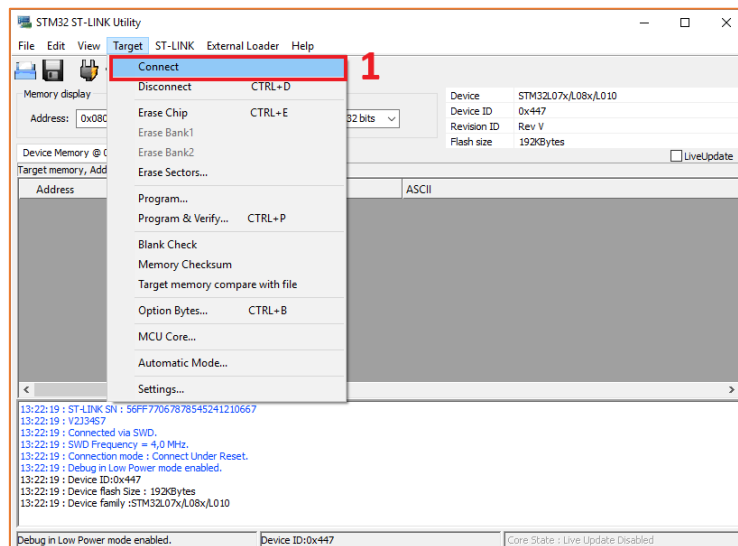 STM32 ST-LINK Utility
File Edit View Target ST-LINK External Loader Help
Connect
1
Disconnect CTRL+D
Erase Chip CTRL+E
Erase Bank1
Erase Bank2
Erase Sectors...
Program...
Program & Verify... CTRL+P
Blank Check
Memory Checksum
Target memory compare with file
Option Bytes... CTRL+B
MCU Core...
Automatic Mode...
Settings...
Memory display
Address: 0x080
32 bits
Device STM32L07x/L08x/L010
Device ID 0x447
Revision ID Rev V
Flash size 192KBytes
LiveUpdate
Device Memory @
Target memory, Add
Address ASCII
13:22:19 : ST-LINK SN : 56FF77067878545241210667
13:22:19 : V2J34S7
13:22:19 : Connected via SWD.
13:22:19 : SWD Frequency = 4,0 MHz.
13:22:19 : Connection mode : Connect Under Reset.
13:22:19 : Debug in Low Power mode enabled.
13:22:19 : Device ID:0x447
13:22:19 : Device flash Size : 192KBytes
13:22:19 : Device family :STM32L07x/L08x/L010
Debug in Low Power mode enabled. Device ID:0x447 Core State : Live Update Disabled